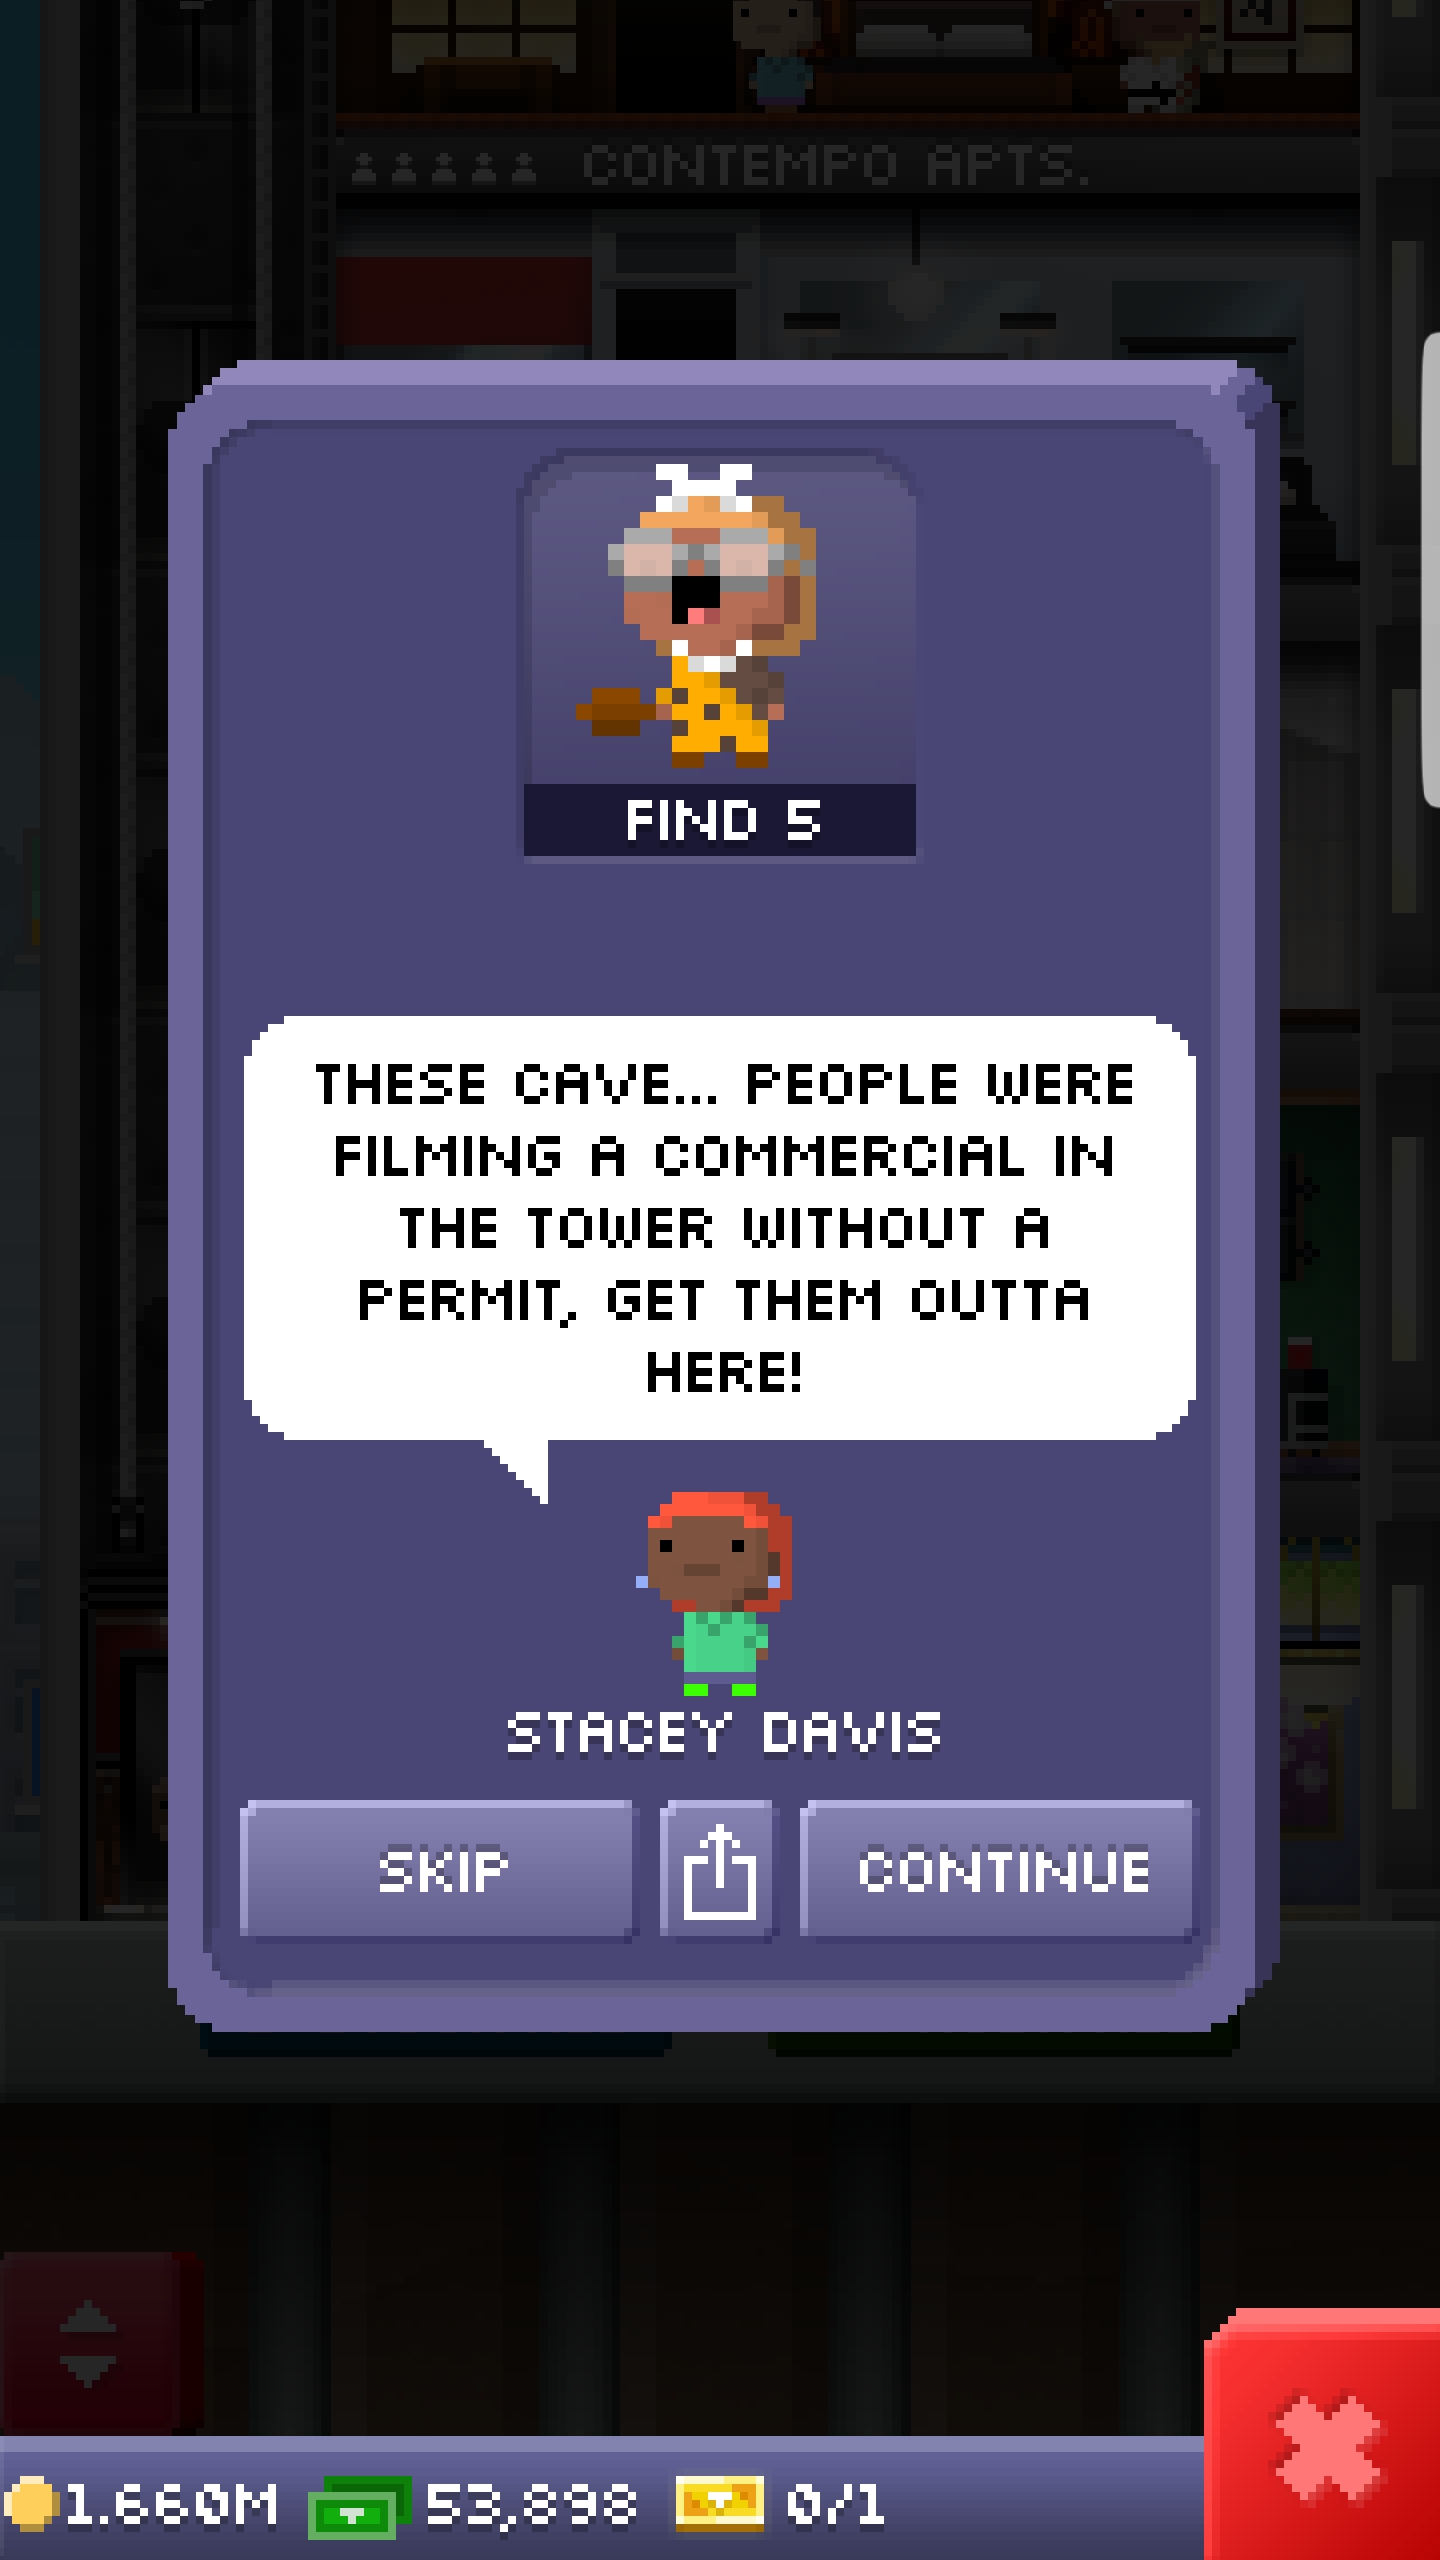 CONTEMPO APTS.
FIND 5
THESE CAVE... PEOPLE WERE
FILMING A COMMERCIAL IN
THE TOWER WITHOUT A
PERMIT, GET THEM OUTTA
HERE!
STACEY DAVIS
SKIP
CONTINUE
1.660M 53,898 0/1